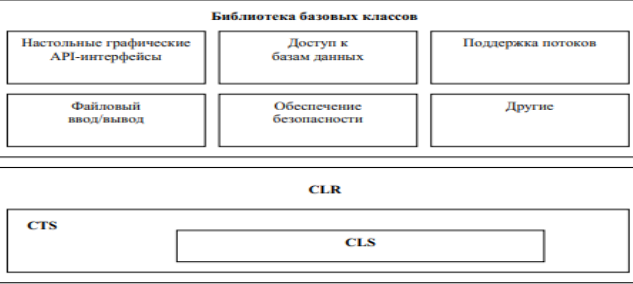 Библиотека базовых классов
Настольные графические
API-интерфейсы
Доступ к
базам данных
Поддержка потоков
Файловый
ввод/вывод
Обеспечение
безопасности
Другие
CLR
CTS
CLS